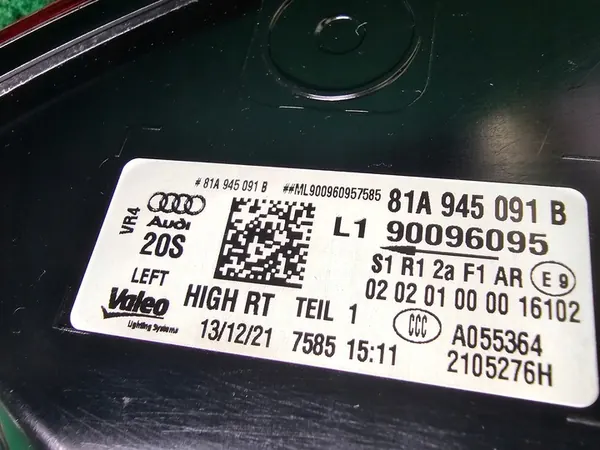 # 81A 945 091 B ##ML900960957585
81A 945 091 B
VR4
Audi
20S
L1 90096095
S1 R1 2a F1 AR E9
02 02 01 00 00 16102
LEFT
Valeo
Lighting Systems
HIGH RT TEIL 1
CCC
A055364
13/12/21 7585 15:11
2105276H